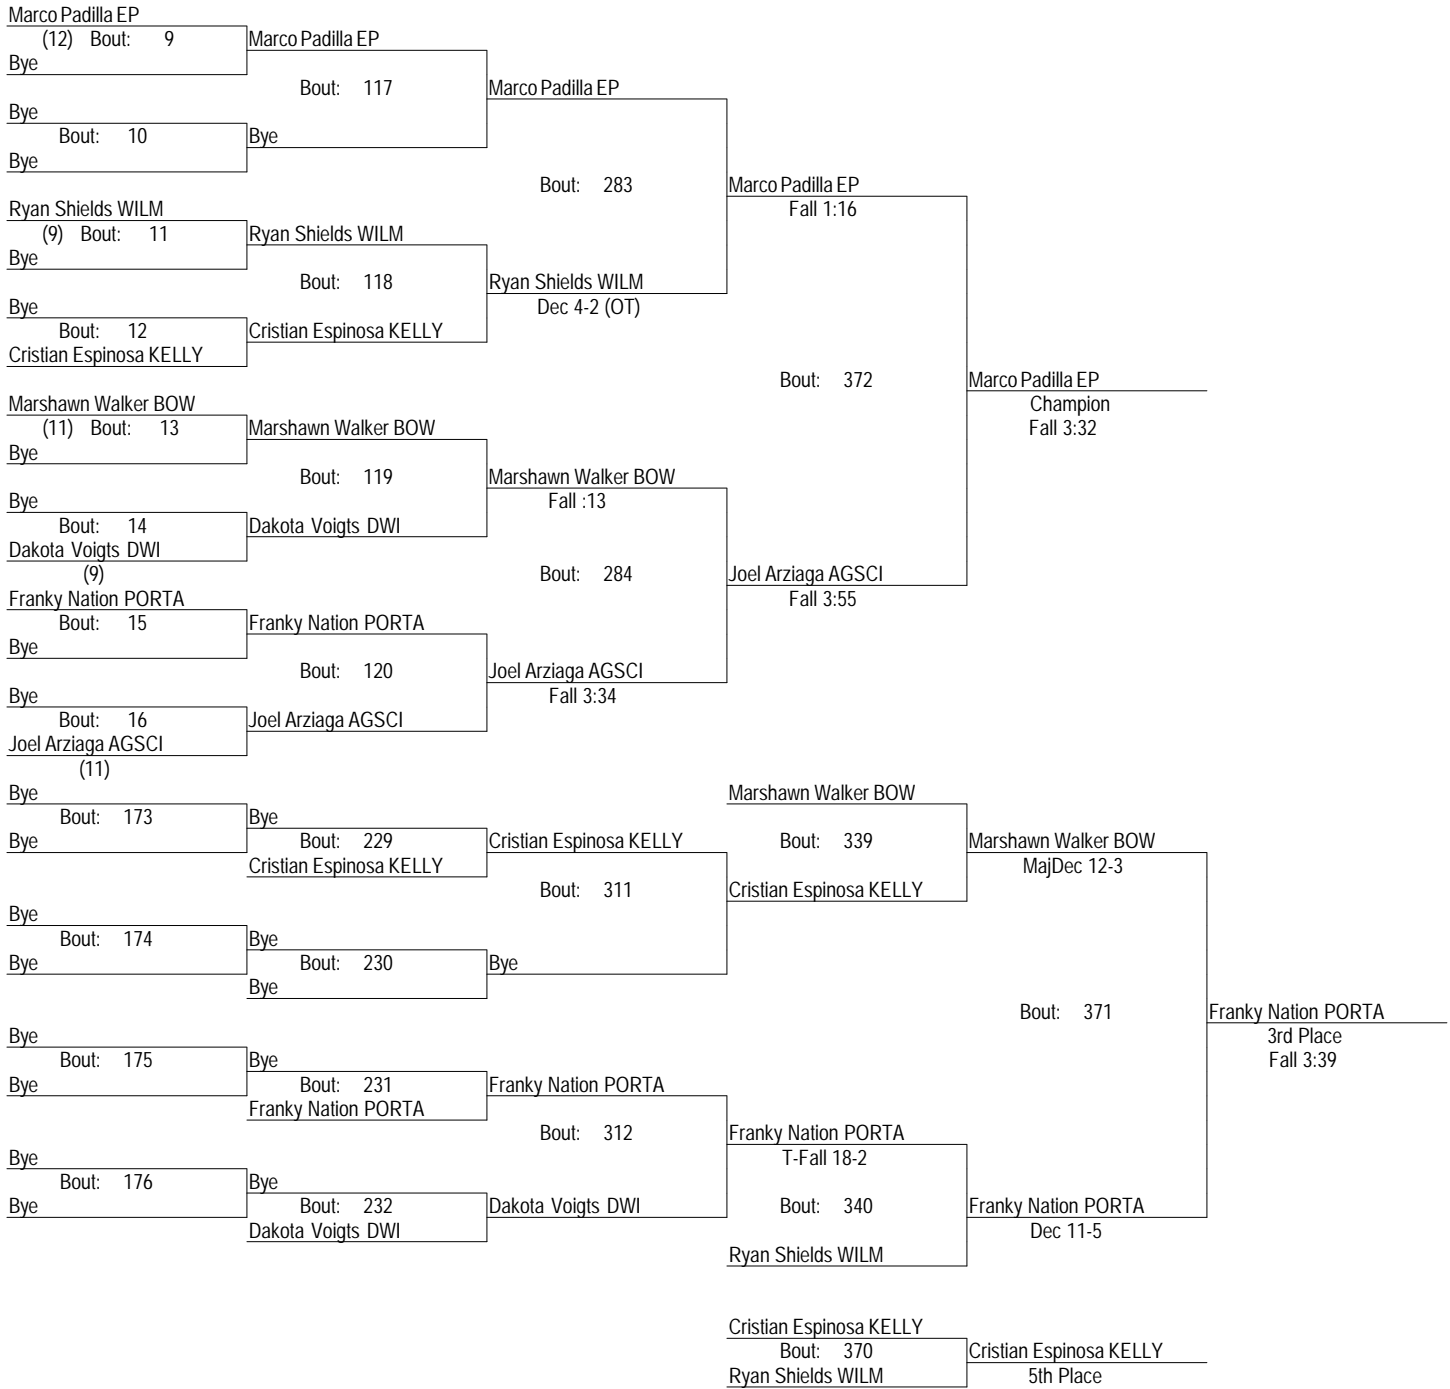 Marco Padilla EP
(12) Bout: 9 Marco Padilla EP
Bye
Bout: 117 Marco Padilla EP
Bye
Bout: 10 Bye
Bye
Bout: 283 Marco Padilla EP
Ryan Shields WILM Fall 1:16
(9) Bout: 11 Ryan Shields WILM
Bye
Bout: 118 Ryan Shields WILM
Bye Dec 4-2 (OT)
Bout: 12 Cristian Espinosa KELLY
Cristian Espinosa KELLY
Bout: 372 Marco Padilla EP
Marshawn Walker BOW Champion
(11) Bout: 13 Marshawn Walker BOW Fall 3:32
Bye
Bout: 119 Marshawn Walker BOW
Bye Fall :13
Bout: 14 Dakota Voigts DWI
Dakota Voigts DWI
(9) Bout: 284 Joel Arziaga AGSCI
Franky Nation PORTA Fall 3:55
Bout: 15 Franky Nation PORTA
Bye
Bout: 120 Joel Arziaga AGSCI
Bye Fall 3:34
Bout: 16 Joel Arziaga AGSCI
Joel Arziaga AGSCI
(11)
Bye Marshawn Walker BOW
Bout: 173 Bye
Bye Bout: 229 Cristian Espinosa KELLY Bout: 339 Marshawn Walker BOW
Cristian Espinosa KELLY MajDec 12-3
Bout: 311 Cristian Espinosa KELLY
Bye
Bout: 174 Bye
Bye Bout: 230 Bye
Bye
Bout: 371 Franky Nation PORTA
Bye 3rd Place
Bout: 175 Bye Fall 3:39
Bye Bout: 231 Franky Nation PORTA
Franky Nation PORTA
Bout: 312 Franky Nation PORTA
Bye T-Fall 18-2
Bout: 176 Bye
Bye Bout: 232 Dakota Voigts DWI Bout: 340 Franky Nation PORTA
Dakota Voigts DWI Dec 11-5
Ryan Shields WILM
Cristian Espinosa KELLY
Bout: 370 Cristian Espinosa KELLY
Ryan Shields WILM 5th Place